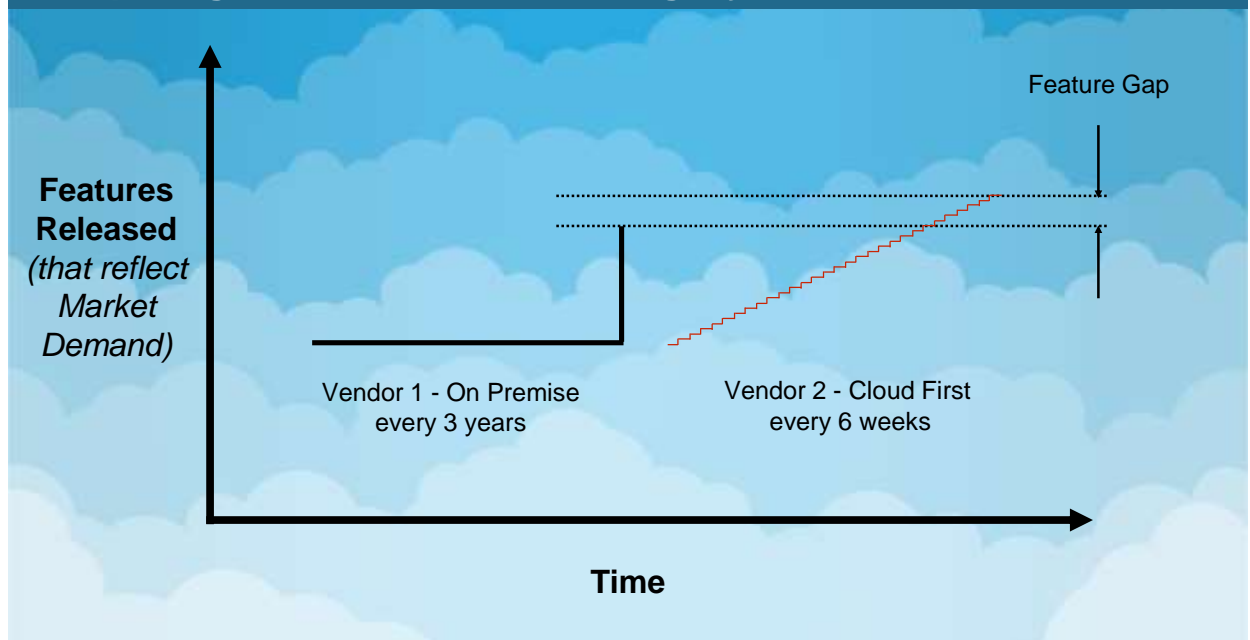 Feature Gap
Features
Released
(that reflect
Market
Demand)
Vendor 1 - On Premise
every 3 years
Vendor 2 - Cloud First
every 6 weeks
Time